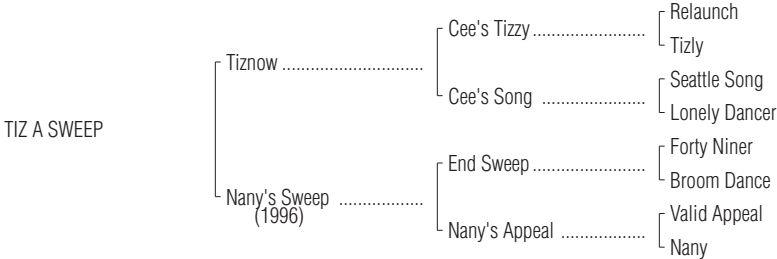 Relaunch
Cee's Tizzy ........................
Tizly
Tiznow ..............................
Seattle Song
Cee's Song ......................
Lonely Dancer
TIZ A SWEEP
Forty Niner
End Sweep ........................
Broom Dance
Nany's Sweep ..................
(1996)
Valid Appeal
Nany's Appeal ..................
Nany